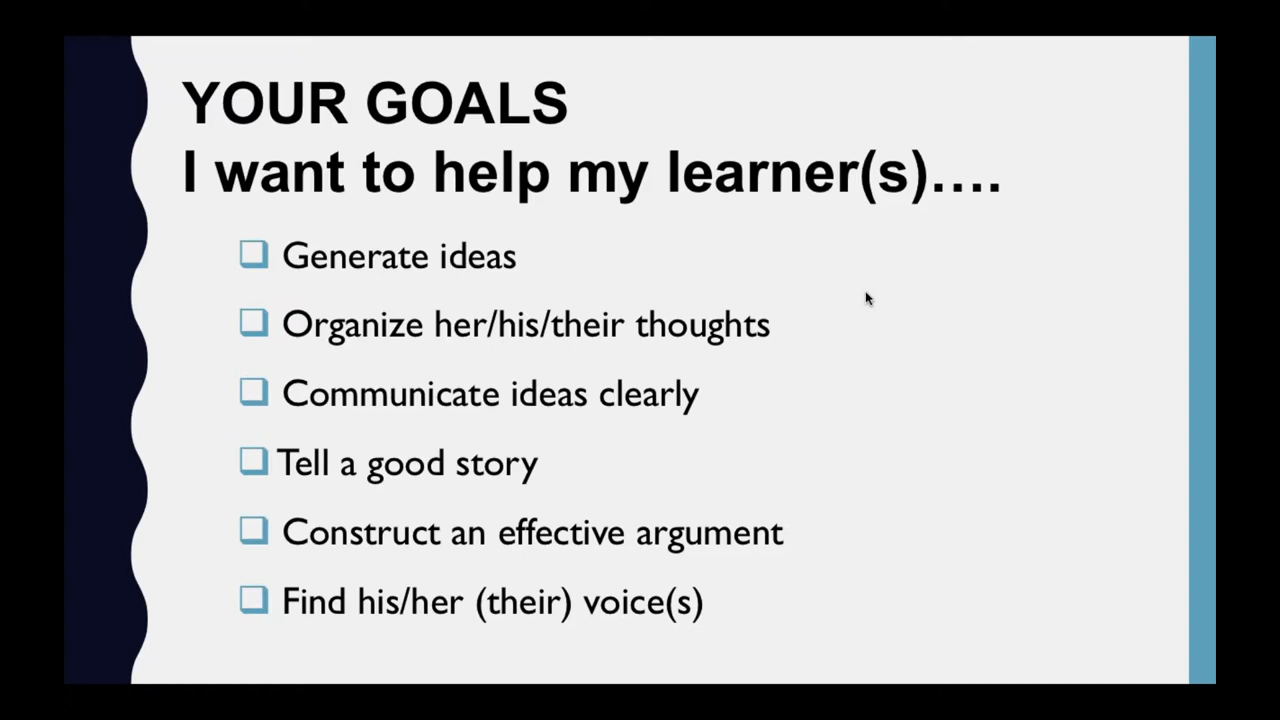 YOUR GOALS
I want to help my learner(s)….
❑ Generate ideas
❑ Organize her/his/their thoughts
❑ Communicate ideas clearly
❑ Tell a good story
❑ Construct an effective argument
❑ Find his/her (their) voice(s)